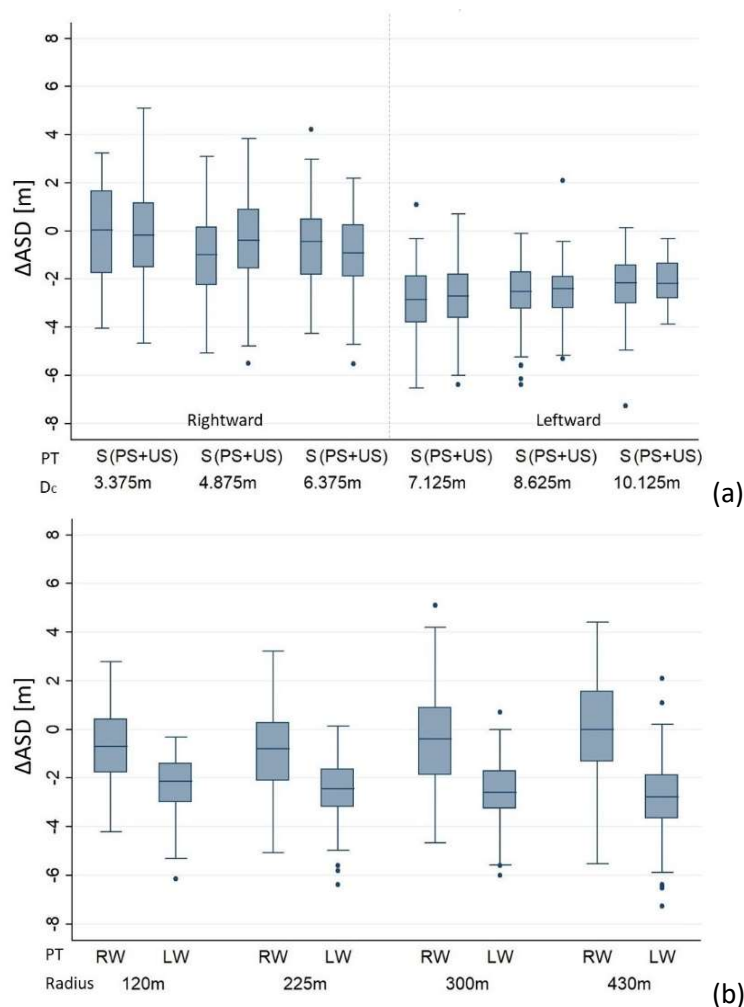 8
6
4
2
0
-2
-4
-6
-8
ΔASD [m]
Rightward Leftward
PT S (PS+US) S (PS+US) S (PS+US) S (PS+US) S (PS+US) S (PS+US)
Dc 3.375m 4.875m 6.375m 7.125m 8.625m 10.125m
(a)
8
6
4
2
0
-2
-4
-6
-8
ΔASD [m]
PT RW LW RW LW RW LW RW LW
Radius 120m 225m 300m 430m
(b)